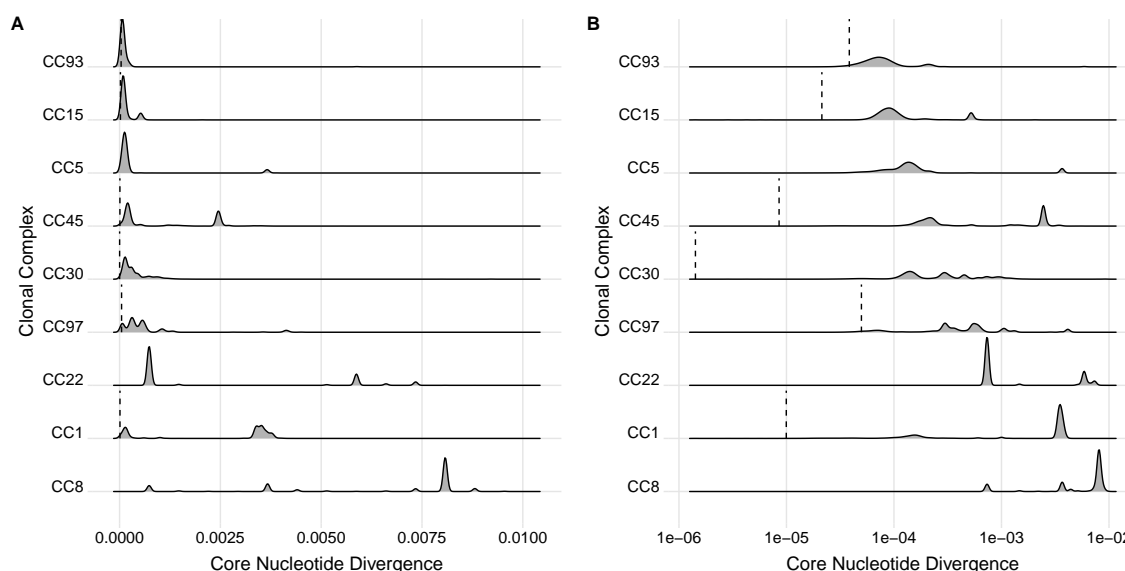 A
Clonal Complex
CC93
CC15
CC5
CC45
CC30
CC97
CC22
CC1
CC8
0.0000 0.0025 0.0050 0.0075 0.0100
Core Nucleotide Divergence
B
Clonal Complex
CC93
CC15
CC5
CC45
CC30
CC97
CC22
CC1
CC8
1e−06 1e−05 1e−04 1e−03 1e−02
Core Nucleotide Divergence